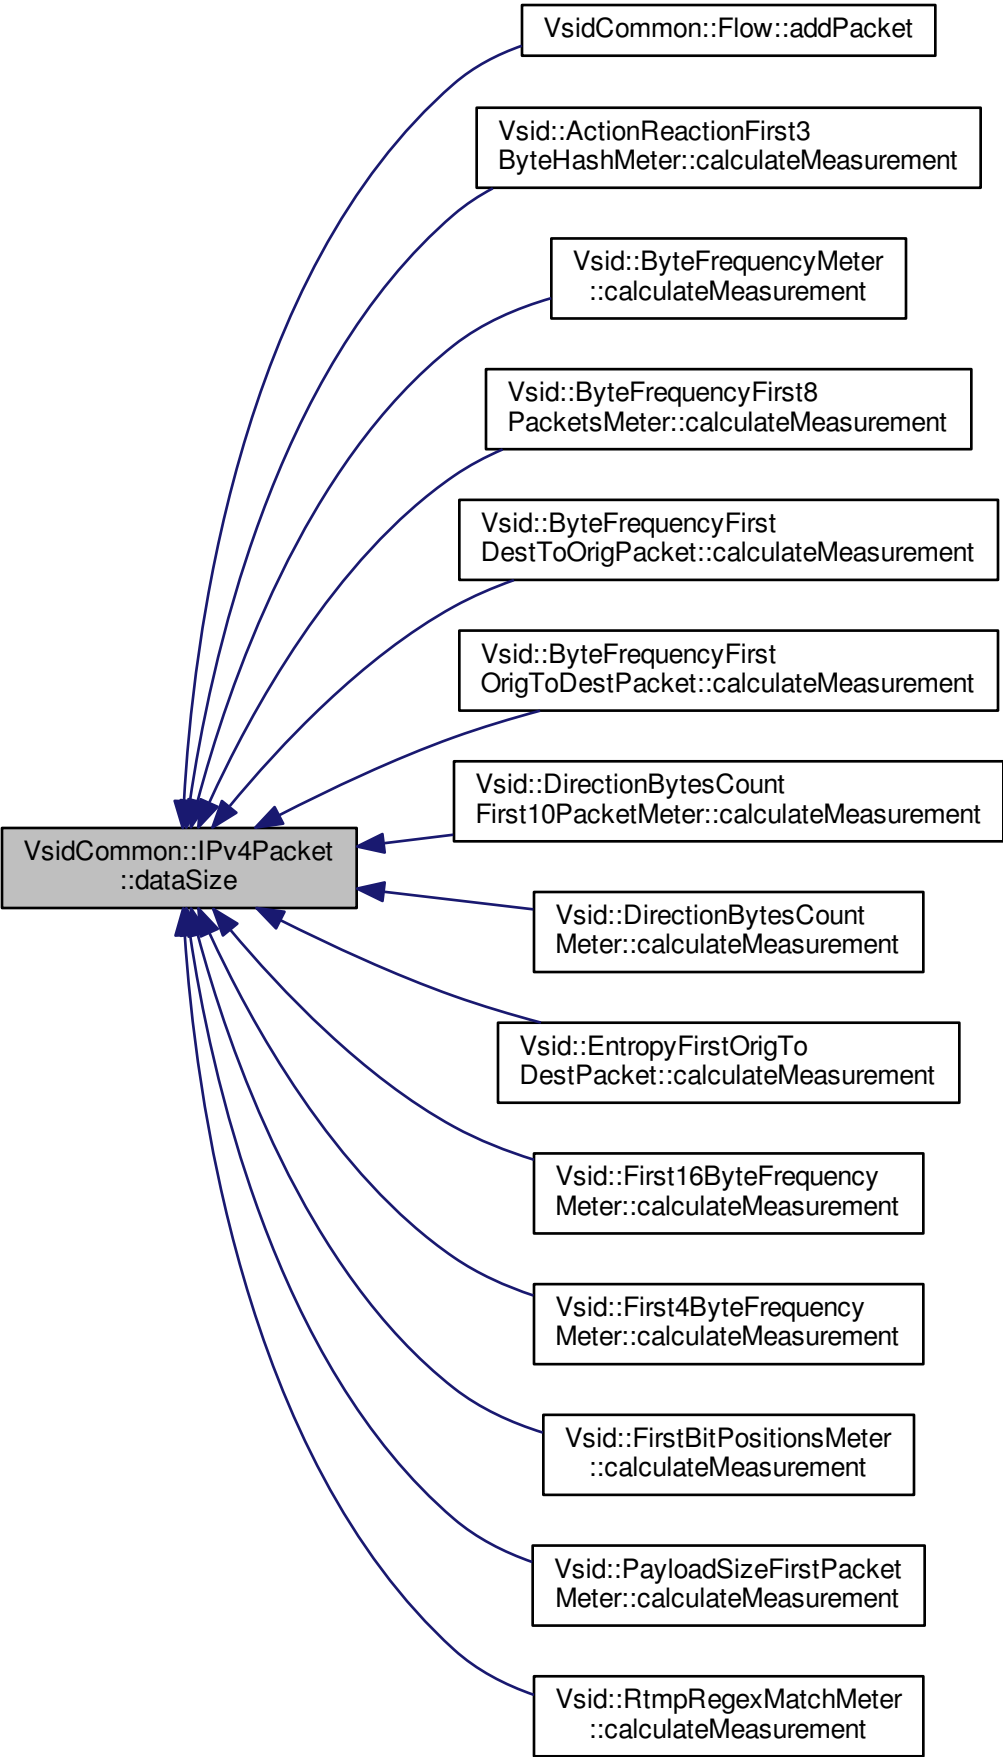 VsidCommon::Flow::addPacket
Vsid::ActionReactionFirst3
ByteHashMeter::calculateMeasurement
Vsid::ByteFrequencyMeter
::calculateMeasurement
Vsid::ByteFrequencyFirst8
PacketsMeter::calculateMeasurement
Vsid::ByteFrequencyFirst
DestToOrigPacket::calculateMeasurement
Vsid::ByteFrequencyFirst
OrigToDestPacket::calculateMeasurement
Vsid::DirectionBytesCount
First10PacketMeter::calculateMeasurement
VsidCommon::IPv4Packet
::dataSize
Vsid::DirectionBytesCount
Meter::calculateMeasurement
Vsid::EntropyFirstOrigTo
DestPacket::calculateMeasurement
Vsid::First16ByteFrequency
Meter::calculateMeasurement
Vsid::First4ByteFrequency
Meter::calculateMeasurement
Vsid::FirstBitPositionsMeter
::calculateMeasurement
Vsid::PayloadSizeFirstPacket
Meter::calculateMeasurement
Vsid::RtmpRegexMatchMeter
::calculateMeasurement